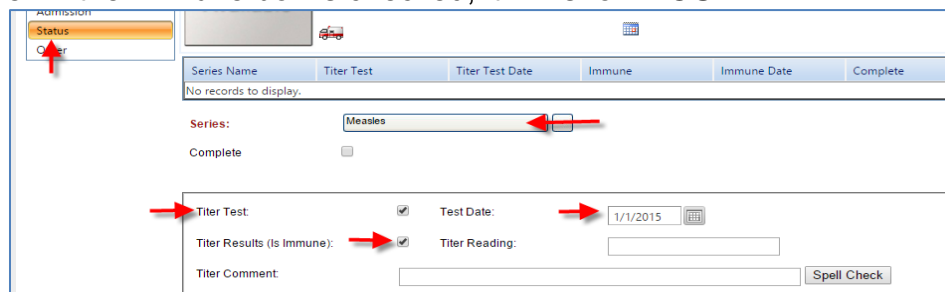 Admission
Status
Series Name Titer Test Titer Test Date Immune Immune Date Complete
No records to display.
Series: Measles
Complete
Titer Test: Test Date: 1/1/2015
Titer Results (Is Immune): Titer Reading:
Titer Comment: Spell Check